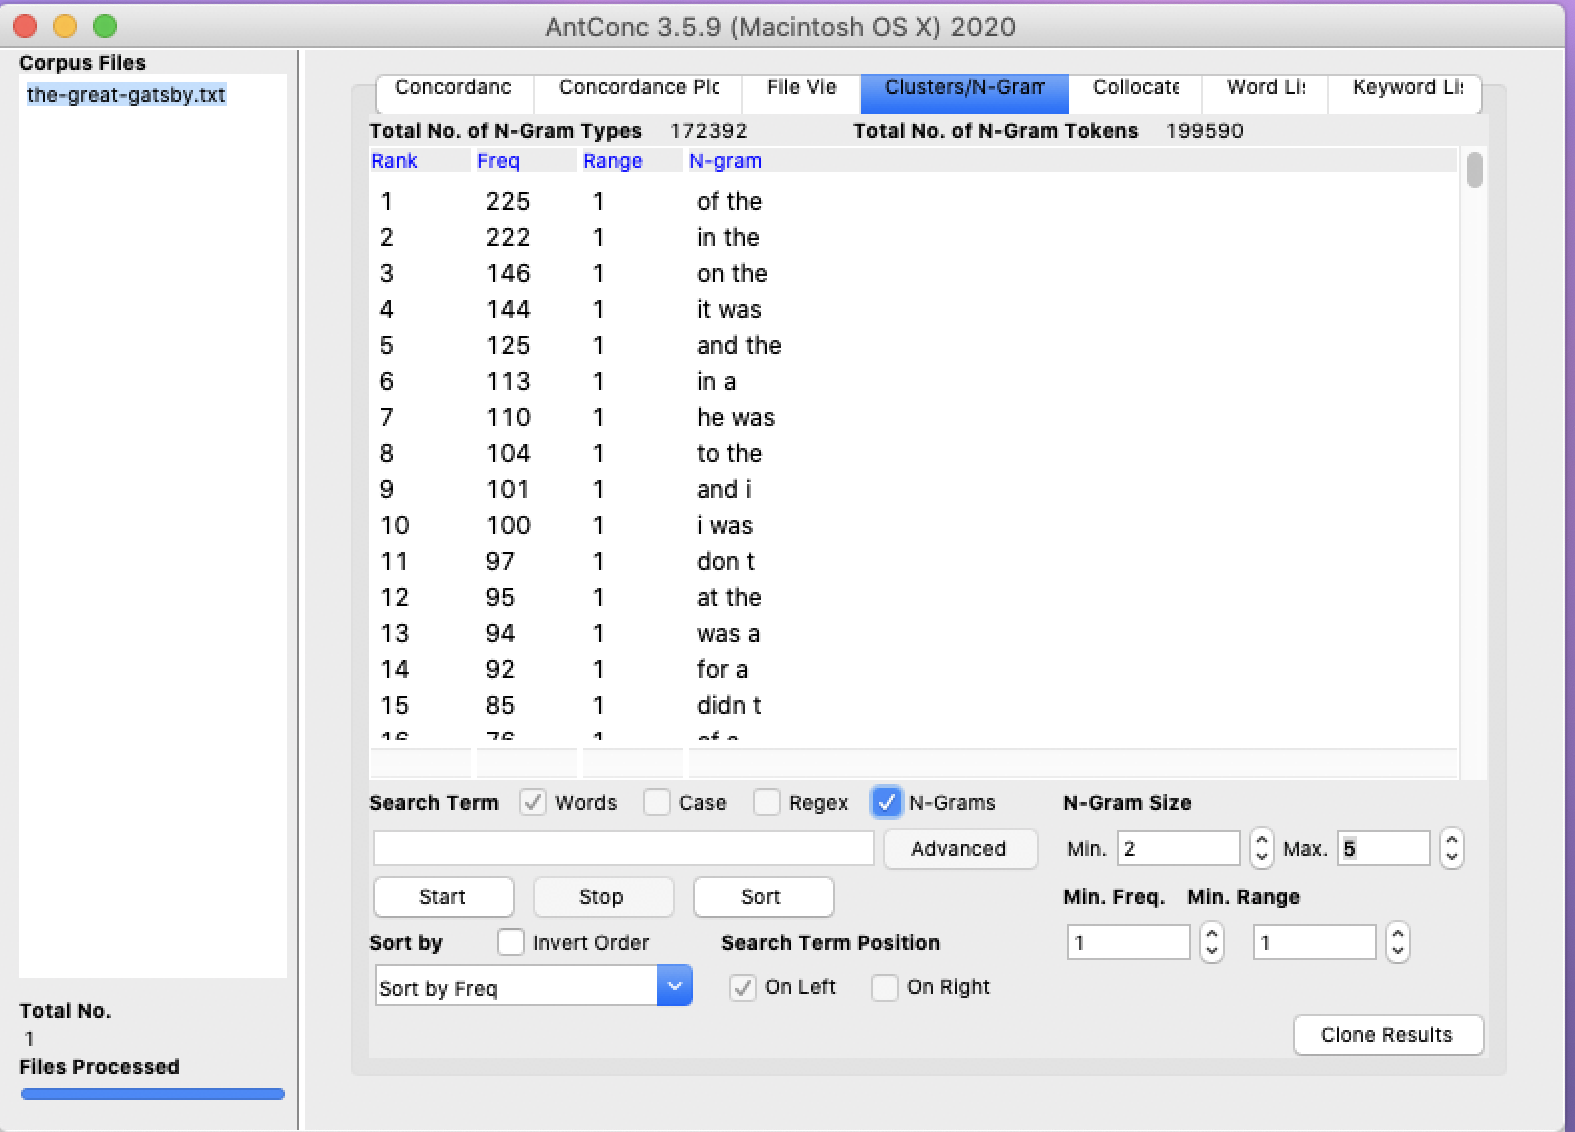 AntConc 3.5.9 (Macintosh OS X) 2020
Corpus Files
the-great-gatsby.txt
Total No.
1
Files Processed
Concordanc Concordance Plc File Vie Clusters/N-Gram Collocate Word Li Keyword Li
Total No. of N-Gram Types 172392 Total No. of N-Gram Tokens 199590
Rank Freq Range N-gram
1 225 1 of the
2 222 1 in the
3 146 1 on the
4 144 1 it was
5 125 1 and the
6 113 1 in a
7 110 1 he was
8 104 1 to the
9 101 1 and i
10 100 1 i was
11 97 1 don t
12 95 1 at the
13 94 1 was a
14 92 1 for a
15 85 1 didn t
16 76 1 of a
Search Term Words Case Regex N-Grams N-Gram Size
Advanced Min. 2 Max. 5
Start Stop Sort Min. Freq. Min. Range
Sort by Invert Order Search Term Position 1 1
Sort by Freq On Left On Right
Clone Results